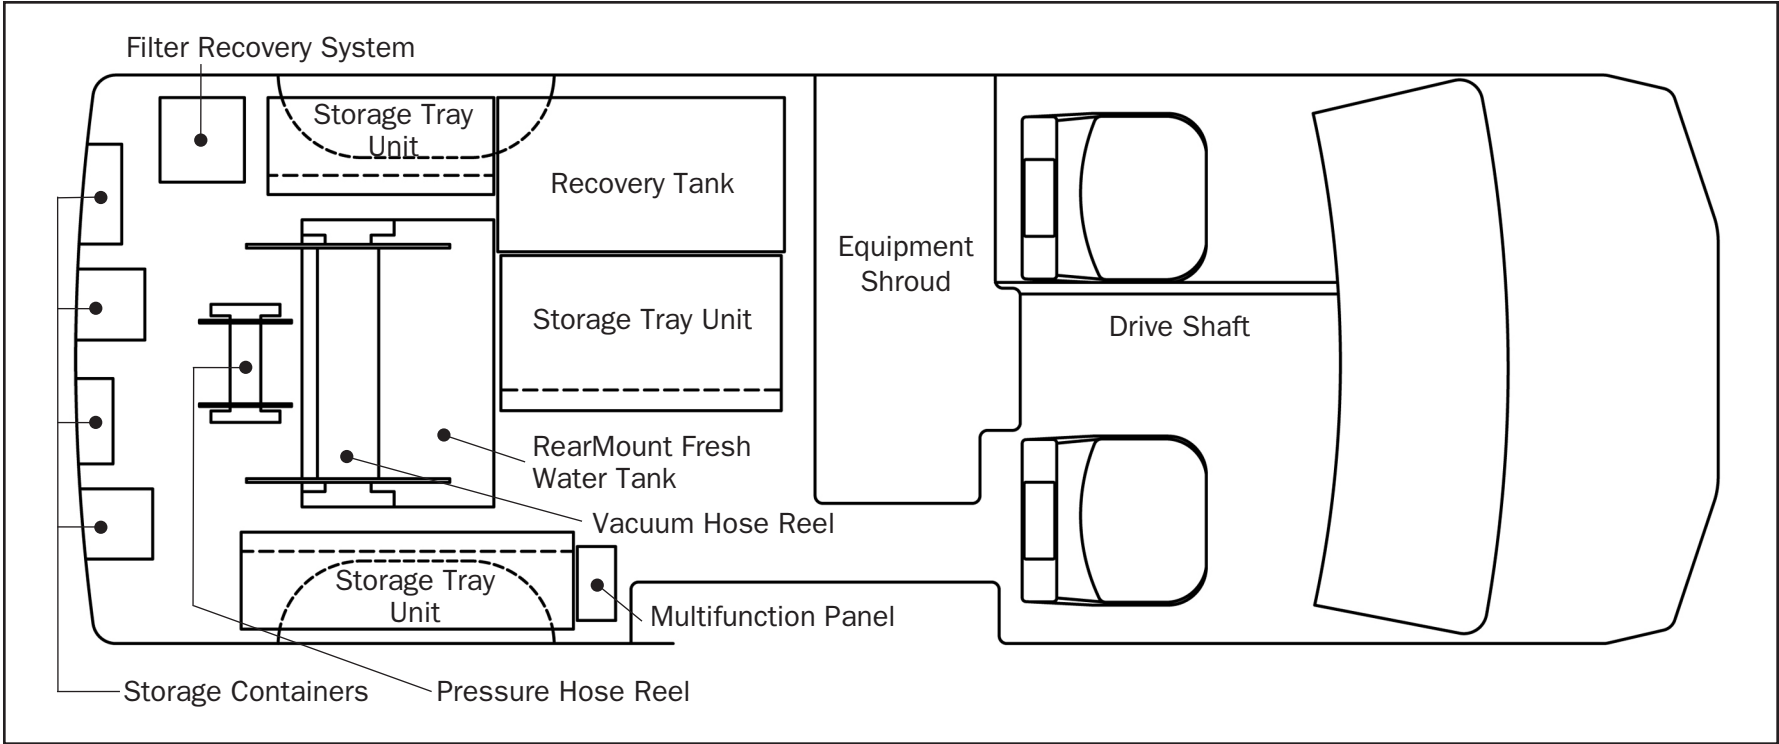 Filter Recovery System
Storage Tray
Unit
Recovery Tank
Equipment
Shroud
Storage Tray Unit
Drive Shaft
RearMount Fresh
Water Tank
Vacuum Hose Reel
Storage Tray
Unit
Multifunction Panel
Storage Containers
Pressure Hose Reel